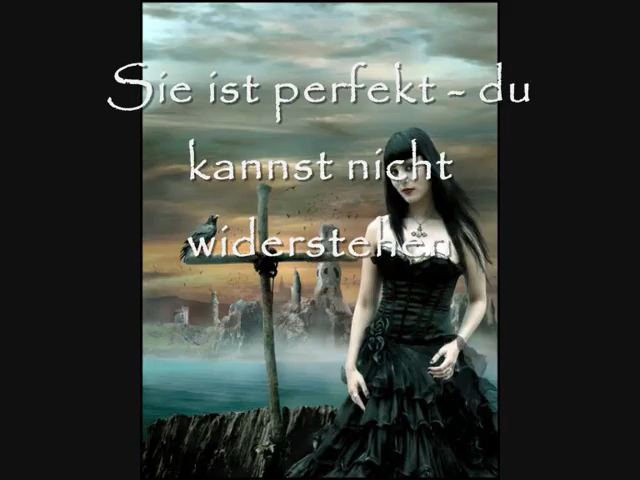 Sie ist perfekt - du
kannst nicht
widerstehen